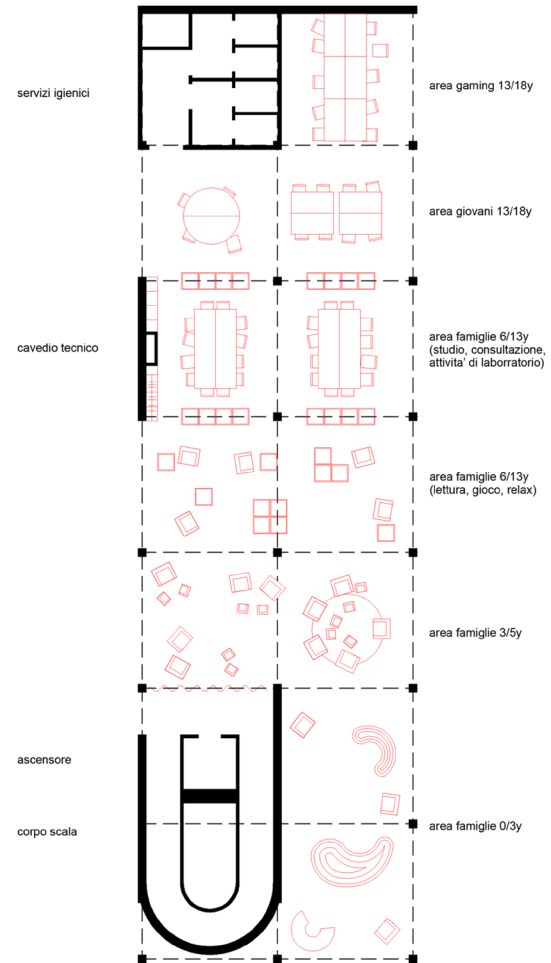 servizi igienici
area gaming 13/18y
area giovani 13/18y
cavedio tecnico
area famiglie 6/13y
(studio, consultazione,
attivita' di laborratorio)
area famiglie 6/13y
(lettura, gioco, relax)
area famiglie 3/5y
ascensore
corpo scala
area famiglie 0/3y